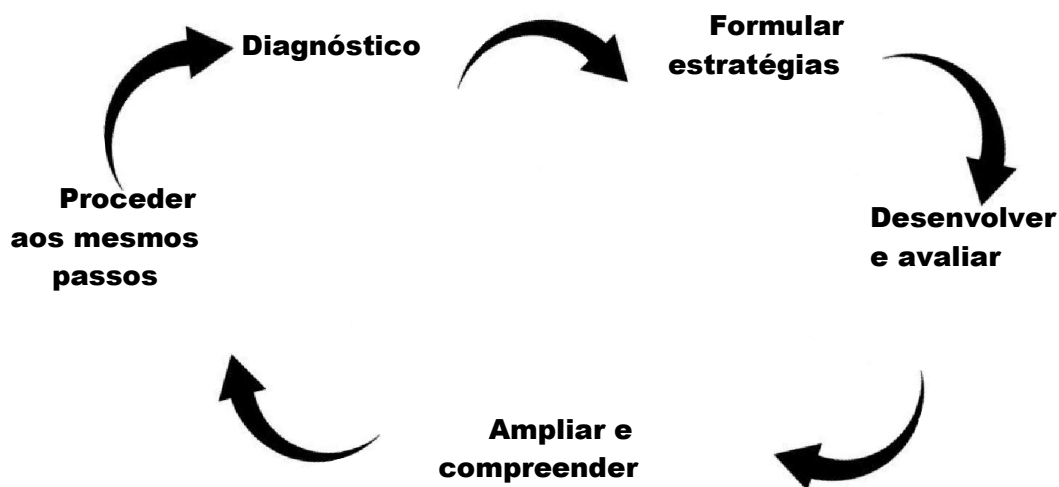 Diagnóstico
Formular
estratégias
Desenvolver
e avaliar
Ampliar e
compreender
Proceder
aos mesmos
passos